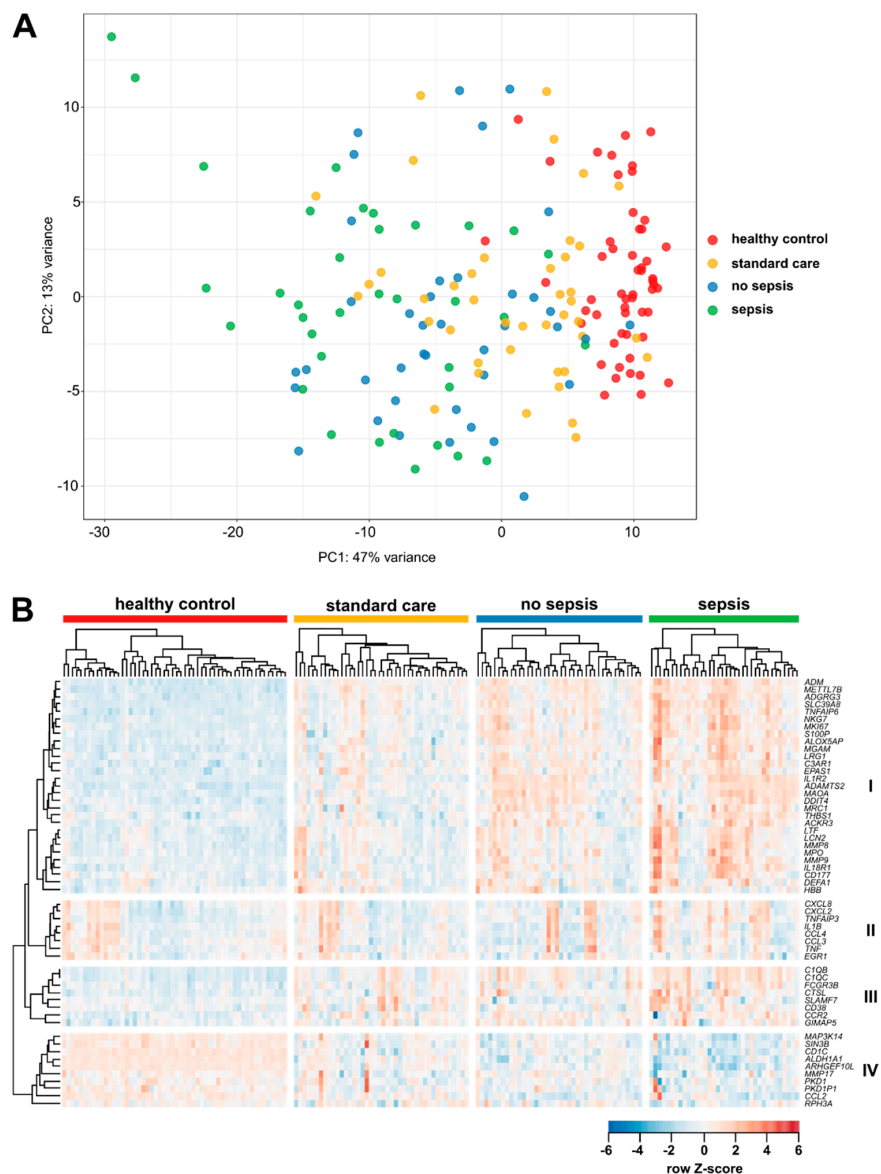 A
10
5
0
-5
-10
PC2: 13% variance
-30
-20
-10
0
10
PC1: 47% variance
healthy control
standard care
no sepsis
sepsis
B
healthy control
standard care
no sepsis
sepsis
ADM
METTL7B
ADGRG3
SLC39A8
TNFAIP6
NKG7
MKI67
S100P
ALOX5AP
MGAM
LRG1
C3AR1
EPAS1
IL1R2
ADAMTS2
MAOA
DDIT4
MRC1
THBS1
ACKR3
LTF
LCN2
MMP8
MPO
MMP9
IL18R1
CD177
DEFA1
HBB
I
CXCL8
CXCL2
TNFAIP3
IL1B
CCL4
CCL3
TNF
EGR1
II
C1QB
C1QC
FCGR3B
CTSL
SLAMF7
CD38
CCR2
GIMAP5
III
MAP3K14
SIN3B
CD1C
ALDH1A1
ARHGEF10L
MMP17
PKD1
PKD1P1
CCL2
RPH3A
IV
-6 -4 -2 0 2 4 6
row Z-score